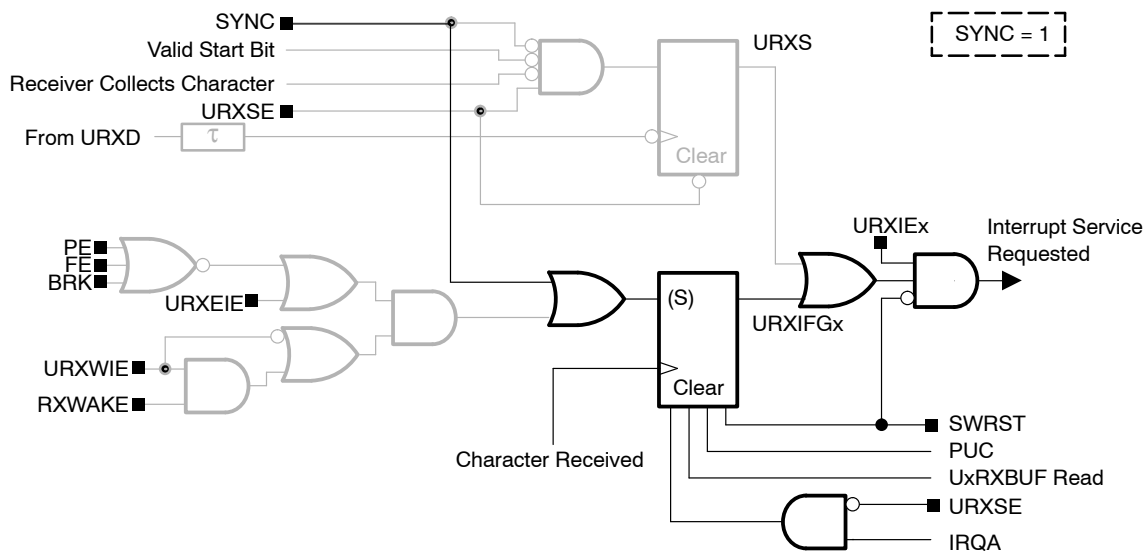 SYNC
SYNC = 1
Valid Start Bit
URXS
Receiver Collects Character
URXSE
From URXD
τ
Clear
PE
FE
BRK
URXEIE
URXWIE
RXWAKE
(S)
Clear
Character Received
URXIFGx
URXIEx
Interrupt Service
Requested
SWRST
PUC
UxRXBUF Read
URXSE
IRQA